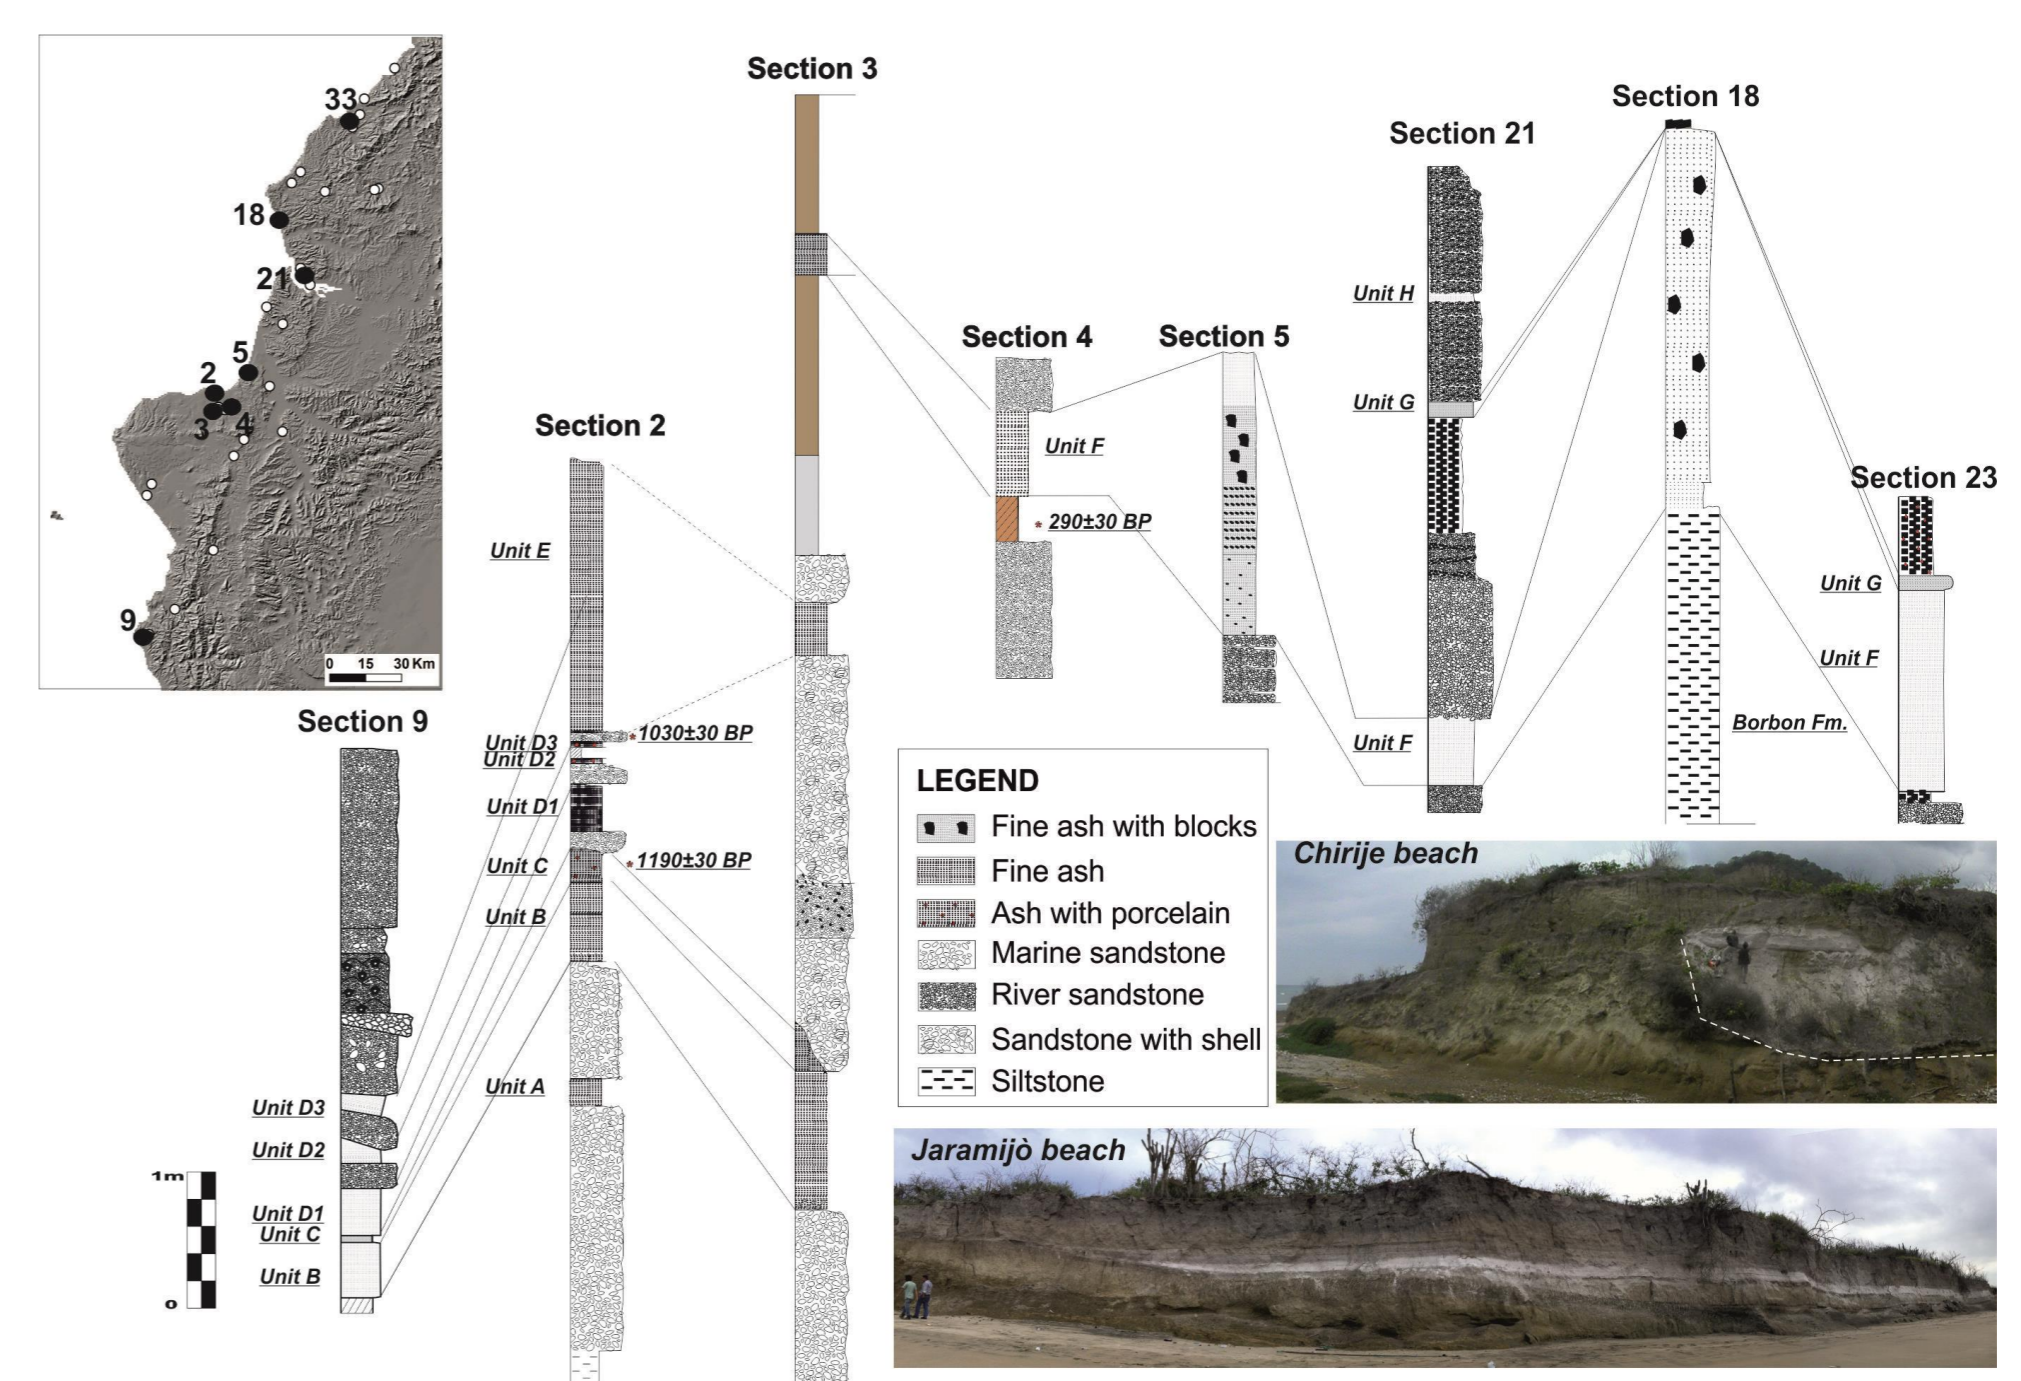 33
18
21
5
2
3
4
9
0 15 30 Km
Section 9
Unit D3
Unit D2
Unit D1
Unit C
Unit B
1m
0
Section 2
Unit E
Unit D3
Unit D2
Unit D1
Unit C
Unit B
Unit A
* 1030±30 BP
* 1190±30 BP
Section 3
Section 4
Unit F
* 290±30 BP
Section 5
Section 21
Unit H
Unit G
Unit F
Section 18
Borbon Fm.
Section 23
Unit G
Unit F
LEGEND
Fine ash with blocks
Fine ash
Ash with porcelain
Marine sandstone
River sandstone
Sandstone with shell
Siltstone
Chirije beach
Jaramijò beach